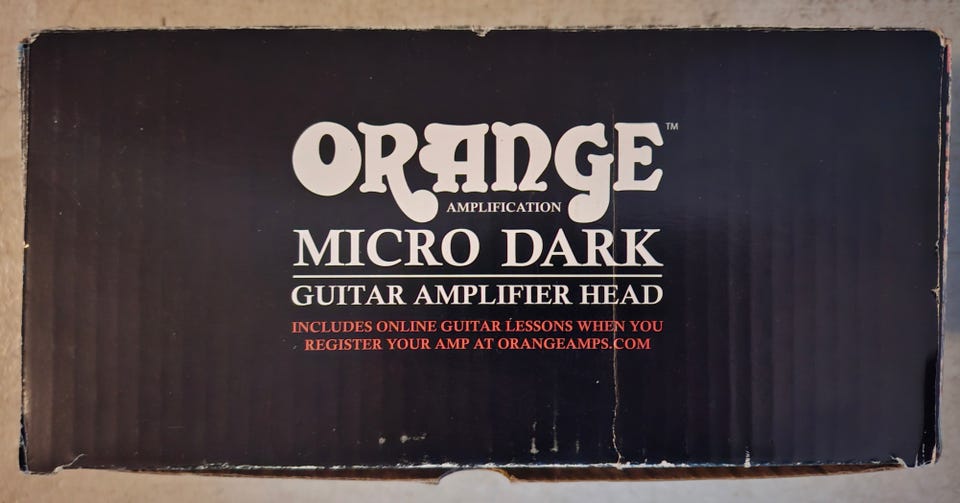 ORANGE™
AMPLIFICATION
MICRO DARK
GUITAR AMPLIFIER HEAD
INCLUDES ONLINE GUITAR LESSONS WHEN YOU
REGISTER YOUR AMP AT ORANGEAMPS.COM